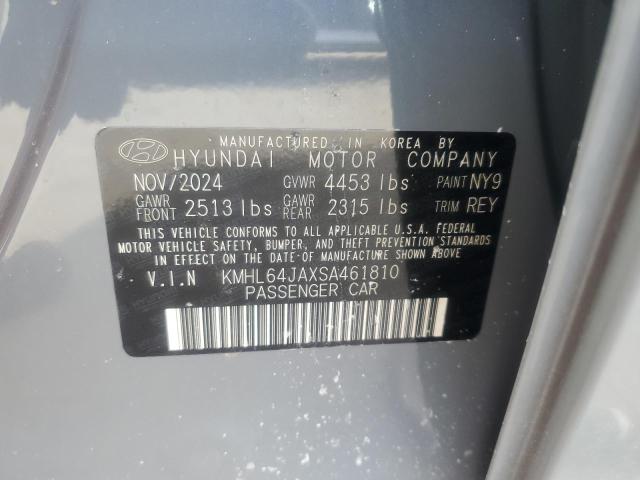 MANUFACTURED IN KOREA BY
HYUNDAI MOTOR COMPANY
NOV/2024 GVWR 4453 lbs PAINT NY9
GAWR FRONT 2513 lbs GAWR REAR 2315 lbs TRIM REY
THIS VEHICLE CONFORMS TO ALL APPLICABLE U.S.A. FEDERAL
MOTOR VEHICLE SAFETY, BUMPER, AND THEFT PREVENTION STANDARDS
IN EFFECT ON THE DATE OF MANUFACTURE SHOWN ABOVE.
V.I.N KMHL64JAXSA461810
PASSENGER CAR